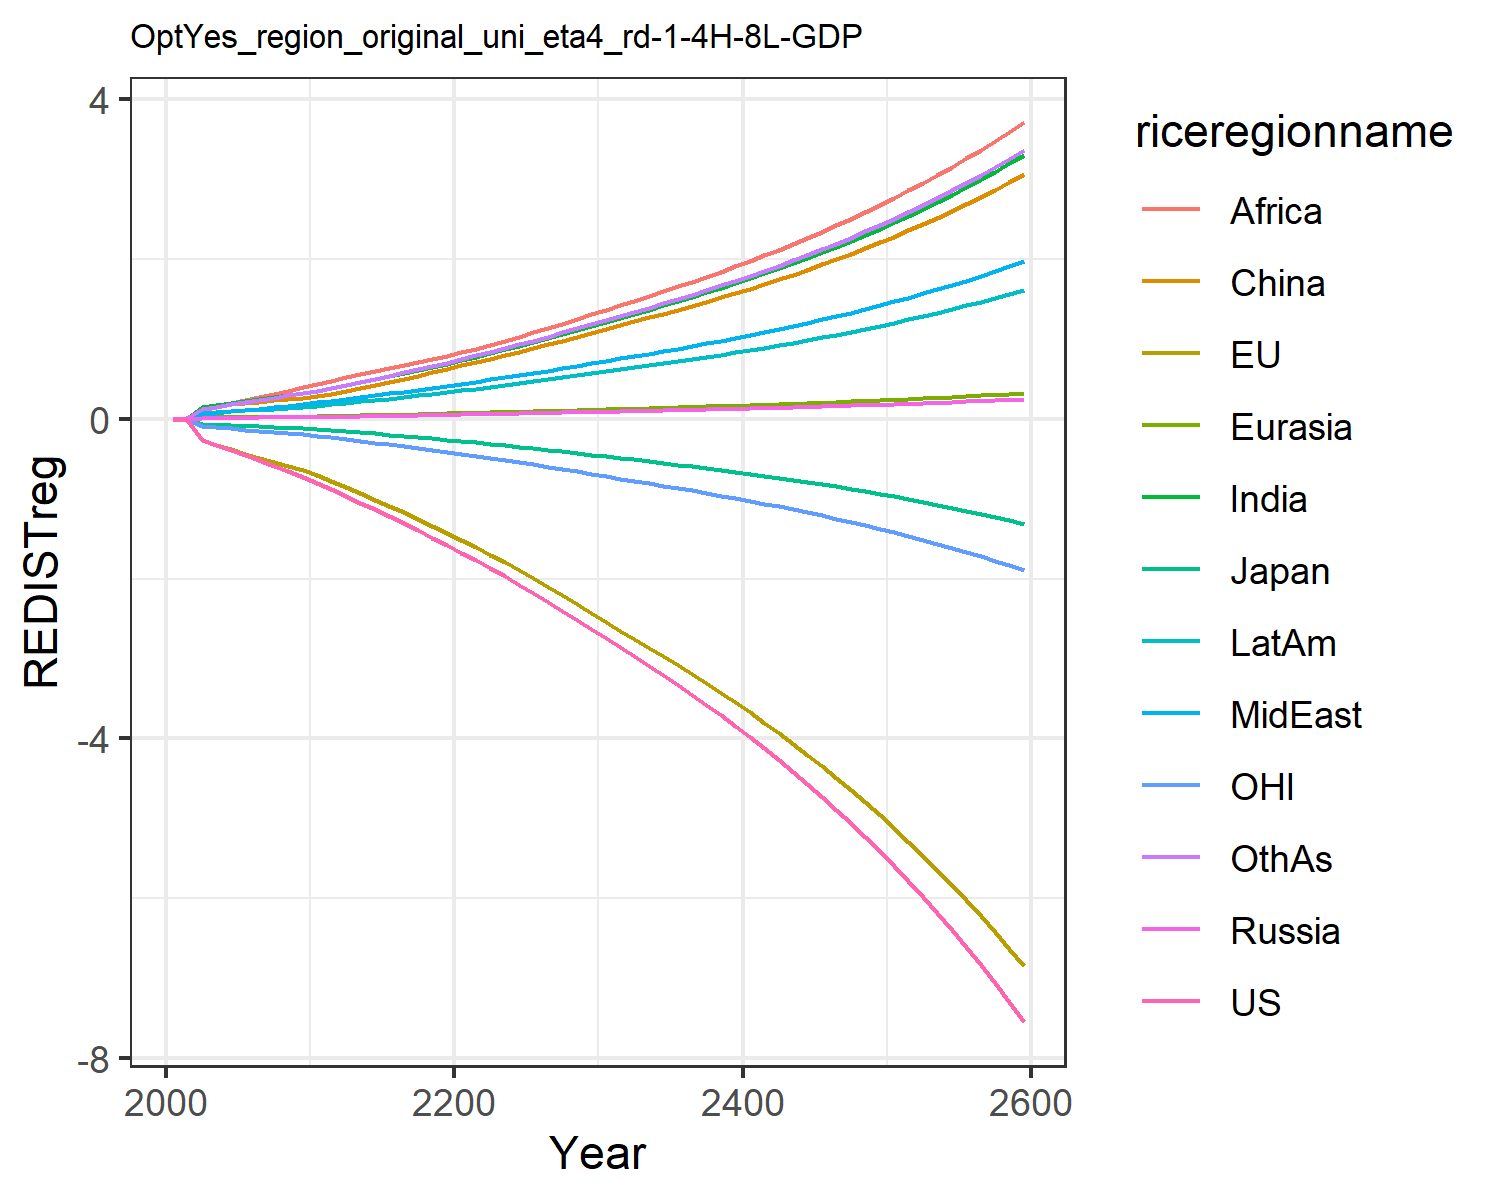 OptYes_region_original_uni_eta4_rd-1-4H-8L-GDP
4
0
-4
-8
REDISTreg
2000
2200
2400
2600
Year
riceregionname
Africa
China
EU
Eurasia
India
Japan
LatAm
MidEast
OHI
OthAs
Russia
US